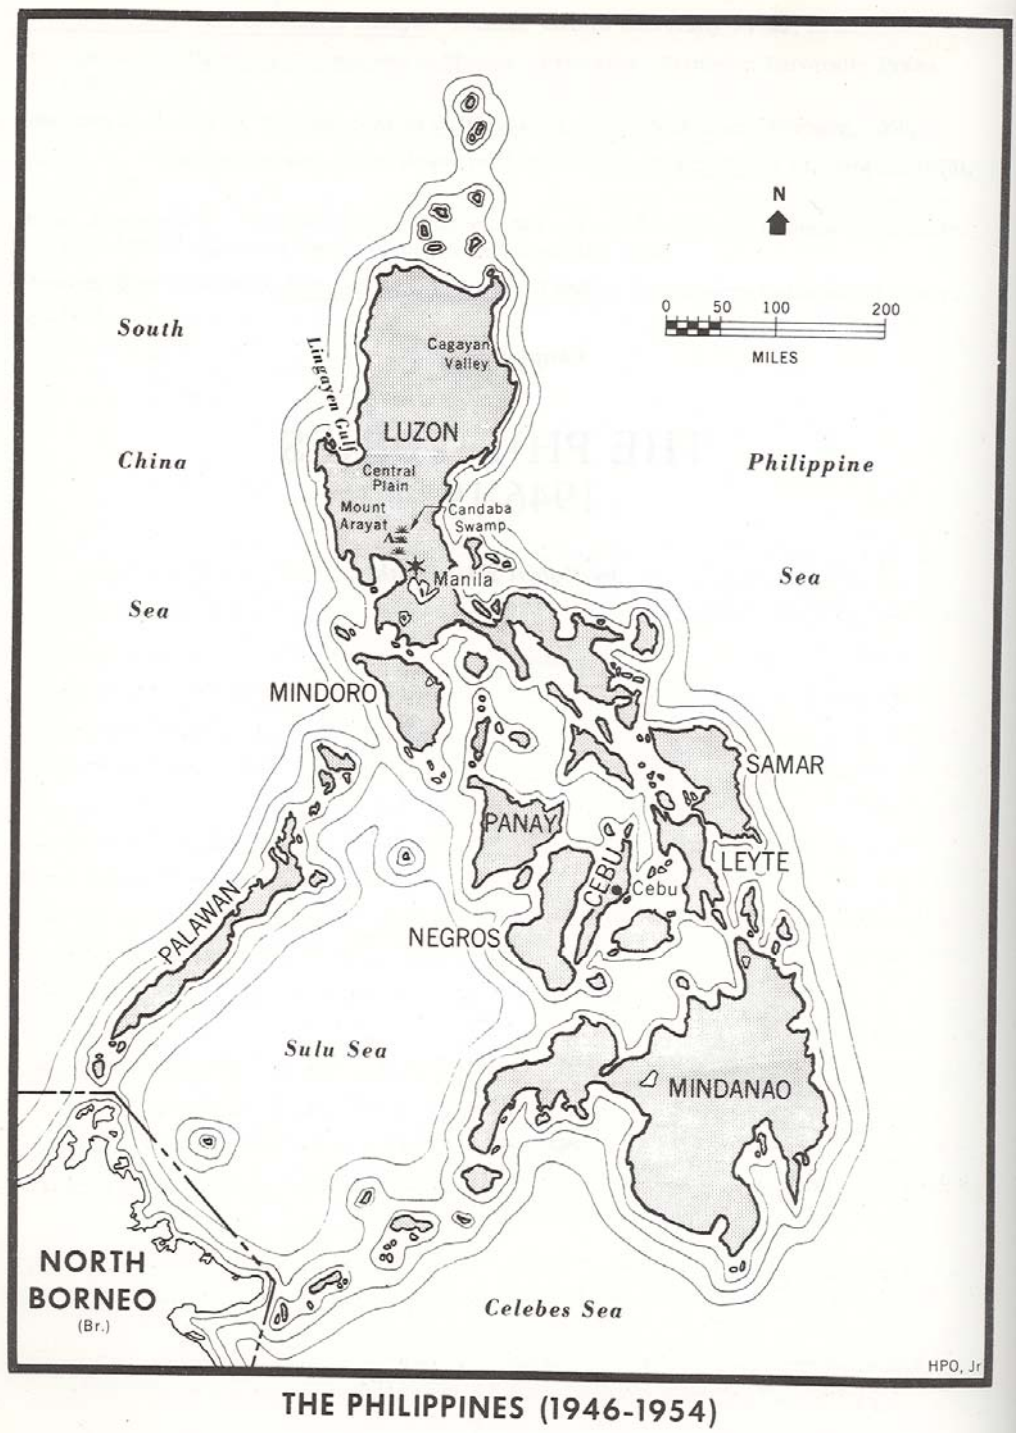 N
0 50 100 200
MILES
South
China
Sea
Philippine
Sea
Lingayen Gulf
Cagayan
Valley
LUZON
Central
Plain
Mount
Arayat
Candaba
Swamp
Manila
MINDORO
SAMAR
PANAY
LEYTE
CEBU
Cebu
PALAWAN
NEGROS
Sulu Sea
MINDANAO
NORTH
BORNEO
(Br.)
Celebes Sea
HPO, Jr
THE PHILIPPINES (1946-1954)